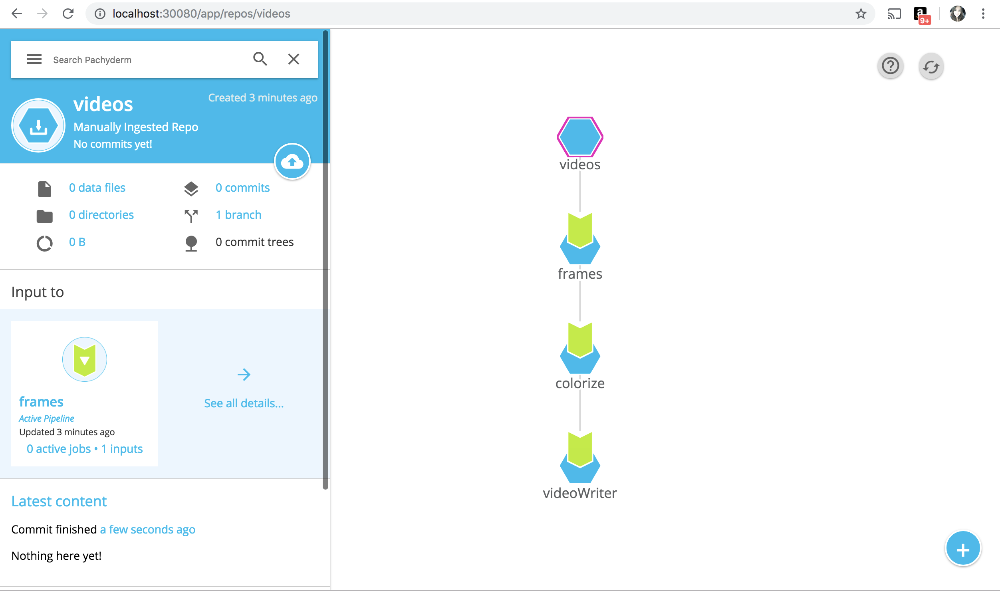 localhost:30080/app/repos/videos
a
9+
Search Pachyderm
videos
Created 3 minutes ago
Manually Ingested Repo
No commits yet!
0 data files
0 commits
0 directories
1 branch
0 B
0 commit trees
Input to
frames
Active Pipeline
Updated 3 minutes ago
0 active jobs • 1 inputs
See all details...
Latest content
Commit finished a few seconds ago
Nothing here yet!
videos
frames
colorize
videoWriter